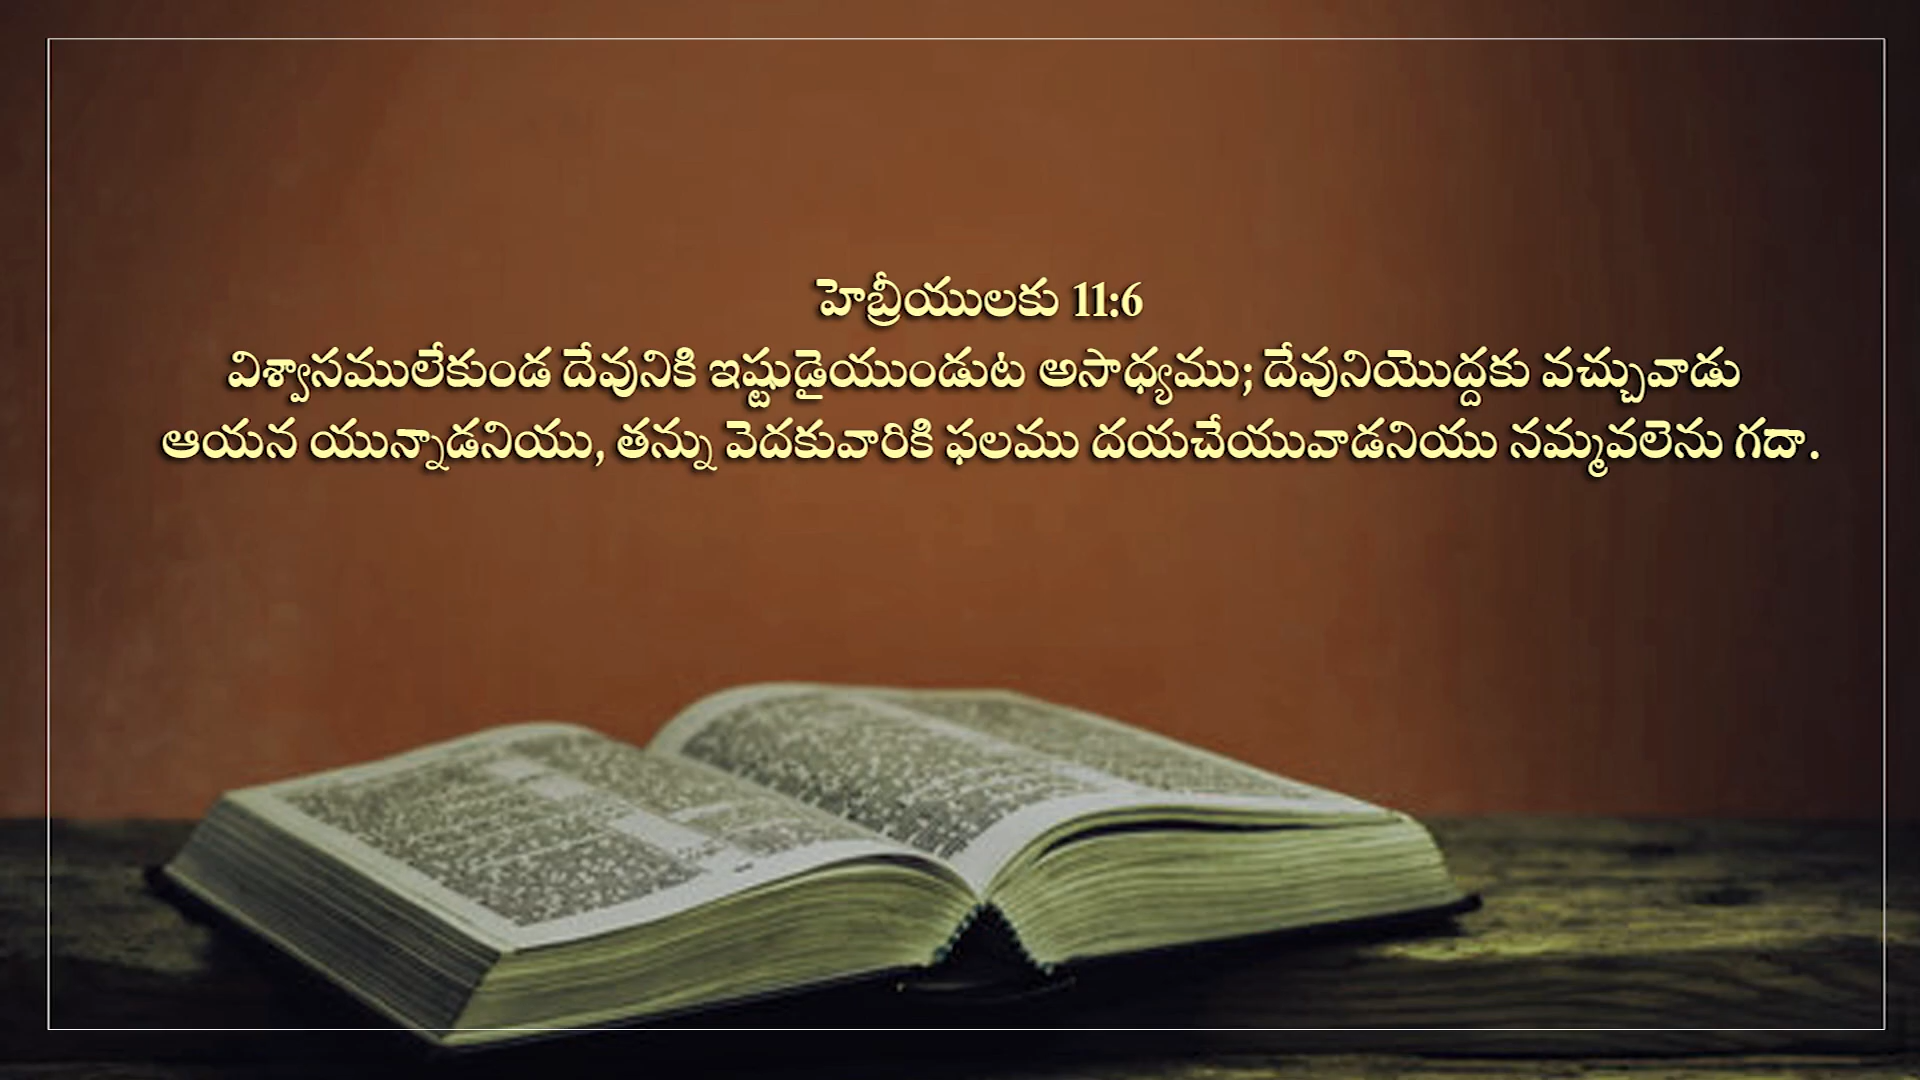 హెబ్రీయులకు 11:6
విశ్వాసములేకుండ దేవునికి ఇష్టుడైయుండుట అసాధ్యము; దేవునియొద్దకు వచ్చువాడు
ఆయన యున్నాడనియు, తన్ను వెదకువారికి ఫలము దయచేయువాడనియు నమ్మవలెను గదా.